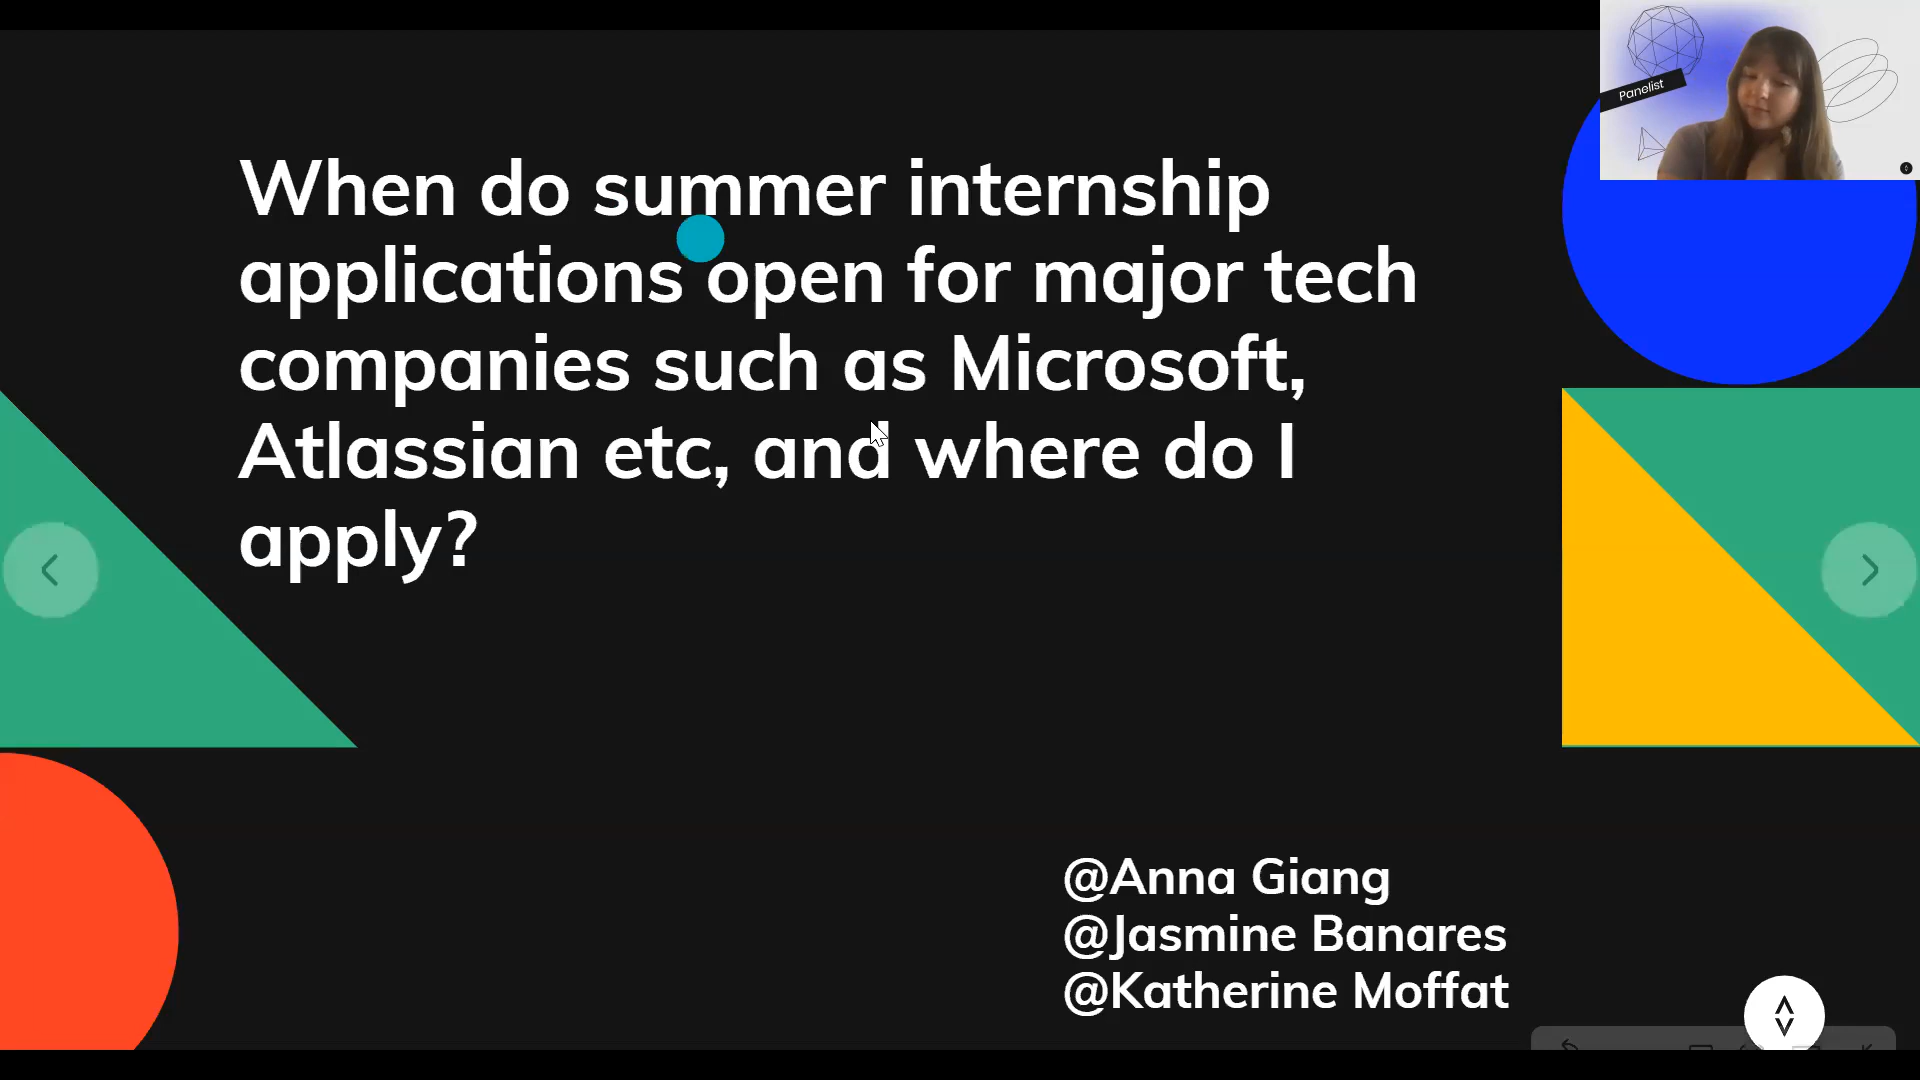 Panelist
When do summer internship
applications open for major tech
companies such as Microsoft,
Atlassian etc, and where do I
apply?
@Anna Giang
@Jasmine Banares
@Katherine Moffat